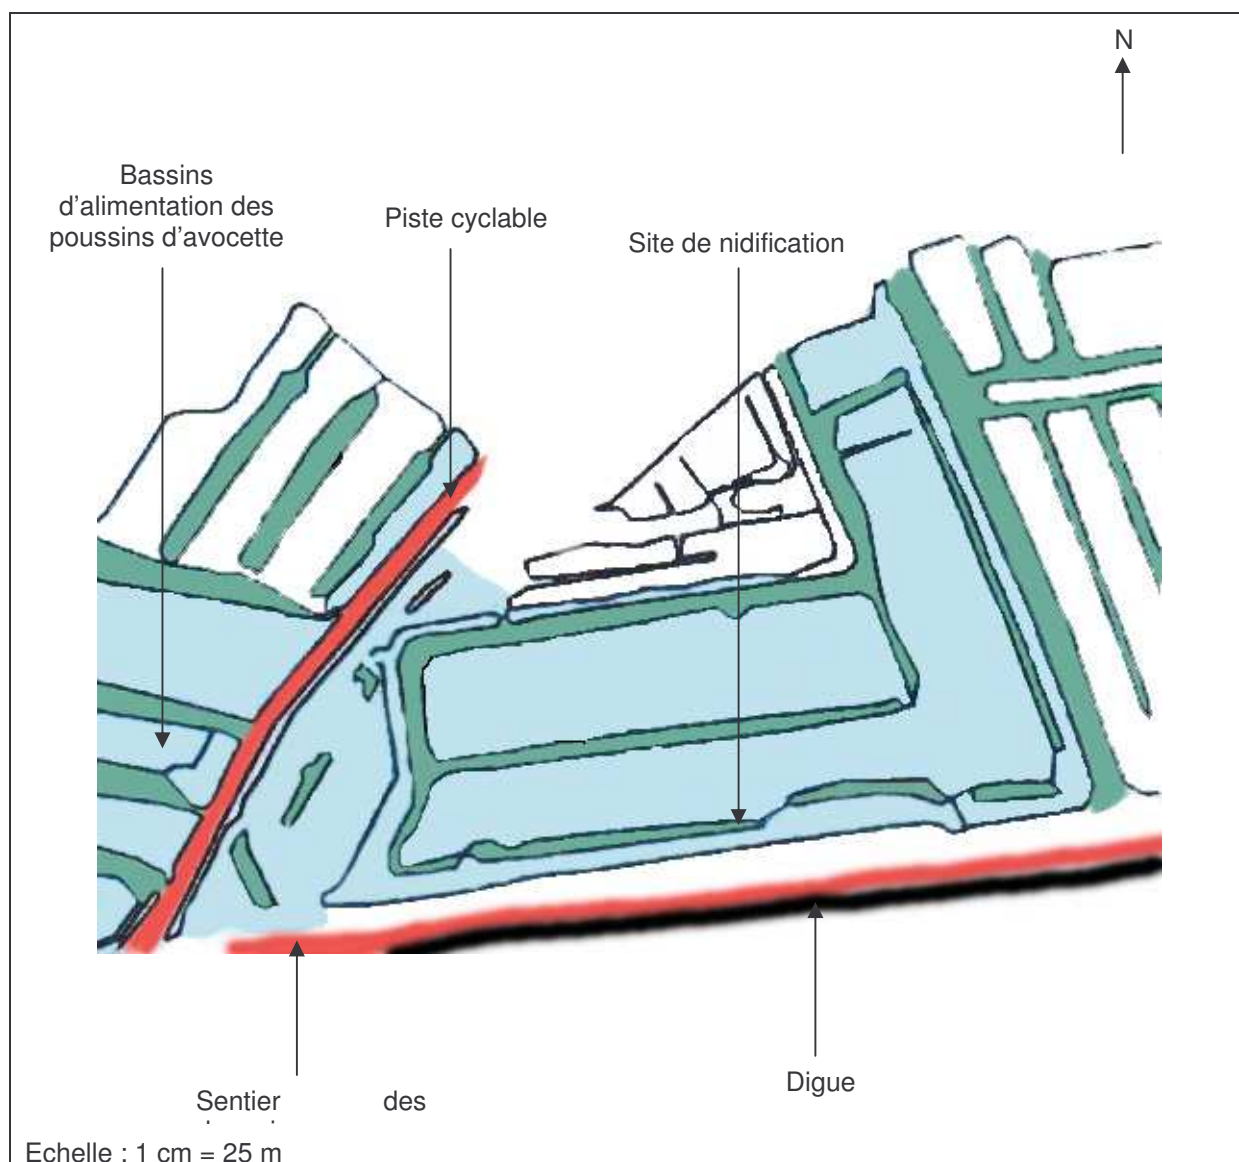 N
Bassins
d'alimentation des
poussins d'avocette
Piste cyclable
Site de nidification
Digue
Sentier des
Echelle : 1 cm = 25 m